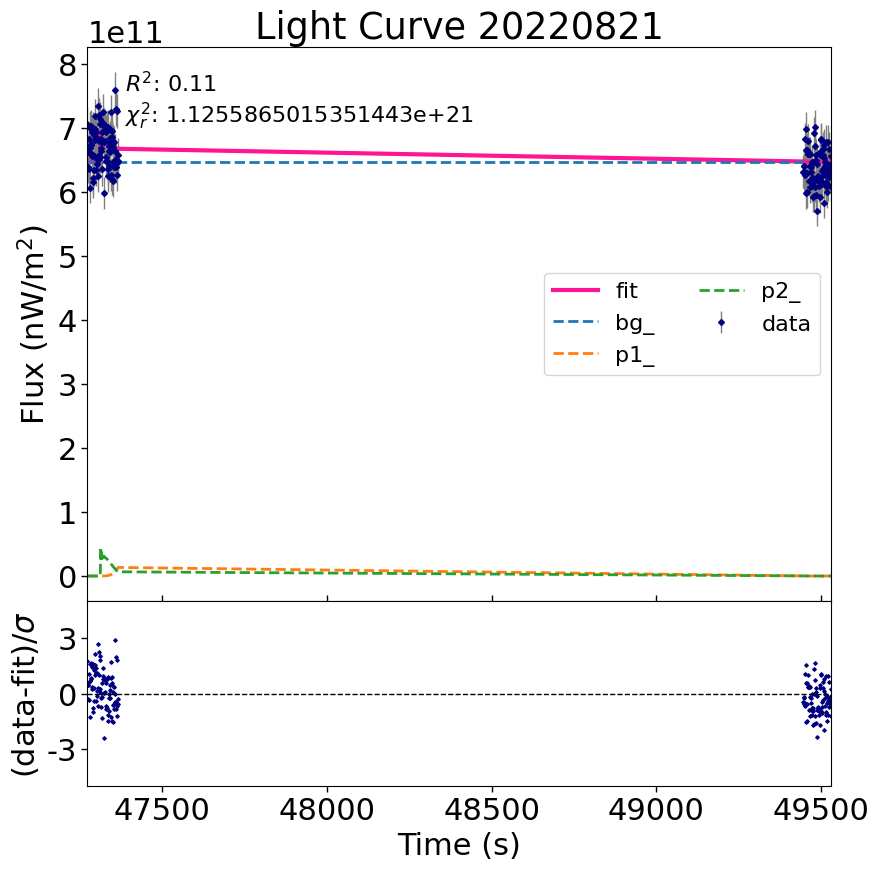 Light Curve 20220821
1e11
R²: 0.11
χ²ᵣ: 1.1255865015351443e+21
8
7
6
5
4
3
2
1
0
Flux (nW/m²)
fit
bg_
p1_
p2_
data
3
0
-3
(data-fit)/σ
47500 48000 48500 49000 49500
Time (s)